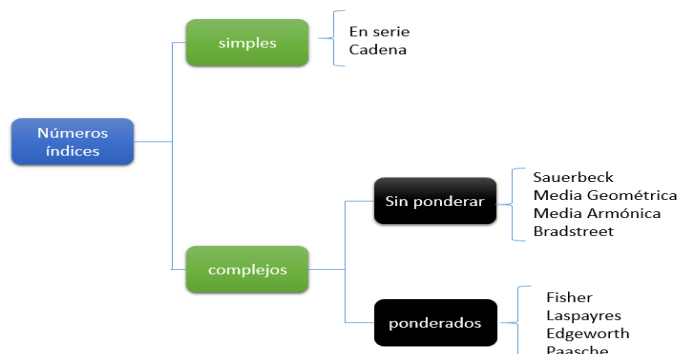 simples
En serie
Cadena
Números
índices
Sin ponderar
Sauerbeck
Media Geométrica
Media Armónica
Bradstreet
complejos
ponderados
Fisher
Laspayres
Edgeworth
Paasche